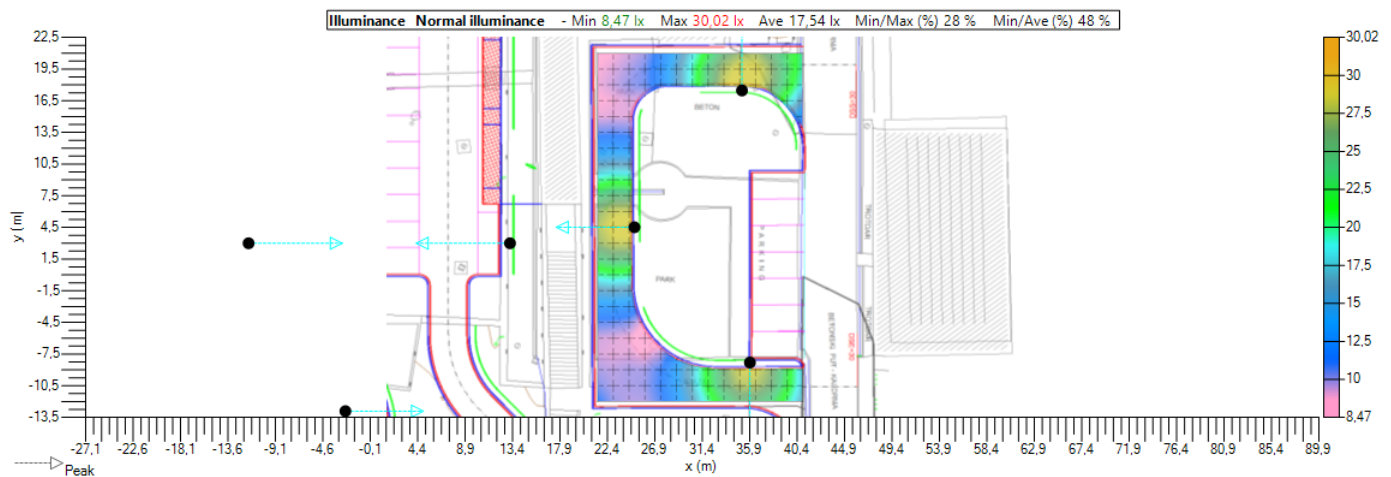 Illuminance Normal illuminance - Min 8,47 lx Max 30,02 lx Ave 17,54 lx Min/Max (%) 28 % Min/Ave (%) 48 %
22,5
19,5
16,5
13,5
10,5
7,5
4,5
1,5
-1,5
-4,5
-7,5
-10,5
-13,5
y (m)
BETON
PARK
PARKING
TROTOAR
30,02
30
27,5
25
22,5
20
17,5
15
12,5
10
8,47
-27,1 -22,6 -18,1 -13,6 -9,1 -4,6 -0,1 4,4 8,9 13,4 17,9 22,4 26,9 31,4 35,9 40,4 44,9 49,4 53,9 58,4 62,9 67,4 71,9 76,4 80,9 85,4 89,9
x (m)
Peak